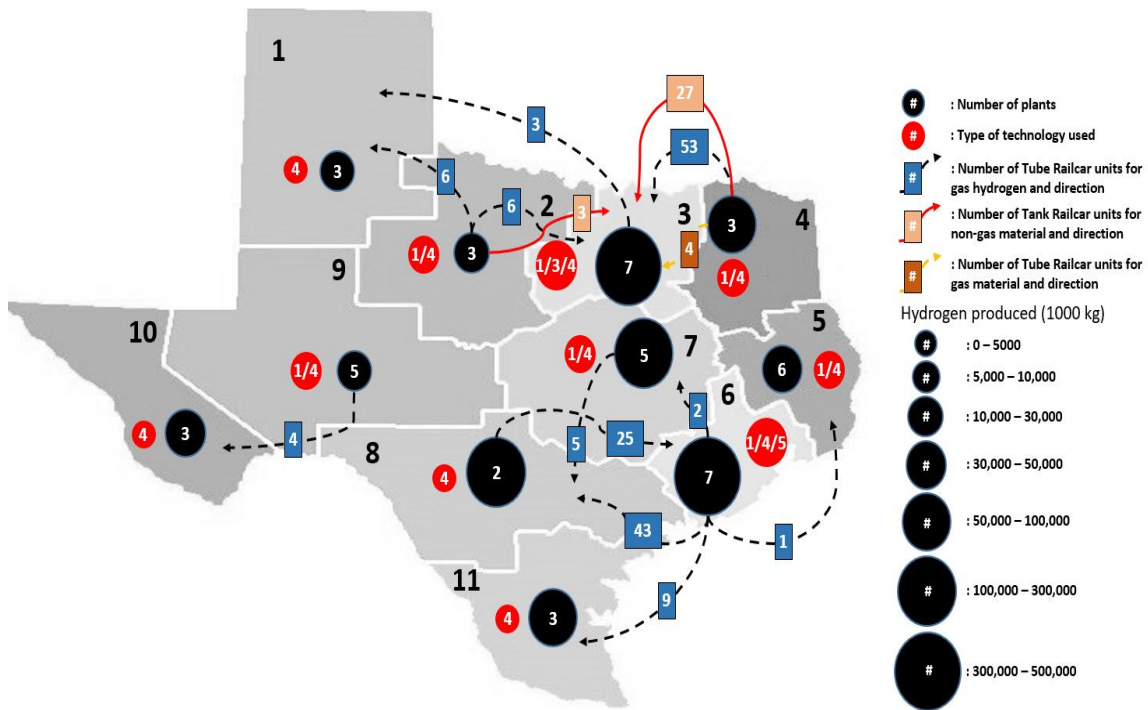 1
27
# : Number of plants
# : Type of technology used
# : Number of Tube Railcar units for
gas hydrogen and direction
# : Number of Tank Railcar units for
non-gas material and direction
# : Number of Tube Railcar units for
gas material and direction
Hydrogen produced (1000 kg)
# : 0 – 5000
# : 5,000 – 10,000
# : 10,000 – 30,000
# : 30,000 – 50,000
# : 50,000 – 100,000
# : 100,000 – 300,000
# : 300,000 – 500,000
3
53
4 3
6
6
2
3
3
3
4
1/4
3
1/3/4
7
4
1/4
9
10
5
7
1/4
5
6
1/4
1/4
5
6
2
4
3
4
8
5
25
1/4/5
4
2
7
43
1
11
9
4
3